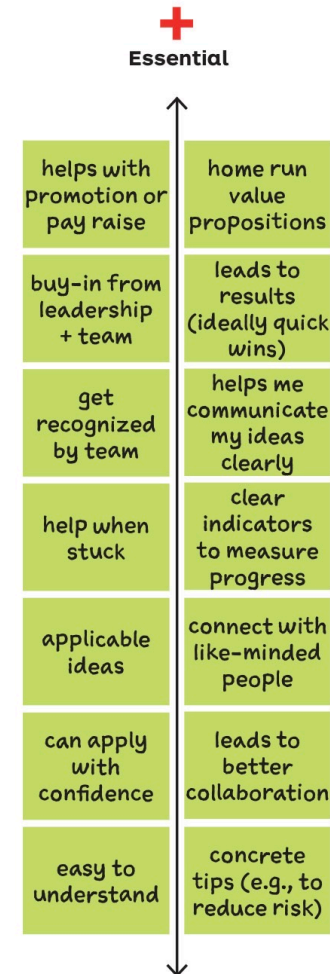 +
Essential
helps with
promotion or
pay raise
home run
value
propositions
buy-in from
leadership
+ team
leads to
results
(ideally quick
wins)
get
recognized
by team
helps me
communicate
my ideas
clearly
help when
stuck
clear
indicators
to measure
progress
applicable
ideas
connect with
like-minded
people
can apply
with
confidence
leads to
better
collaboration
easy to
understand
concrete
tips (e.g., to
reduce risk)